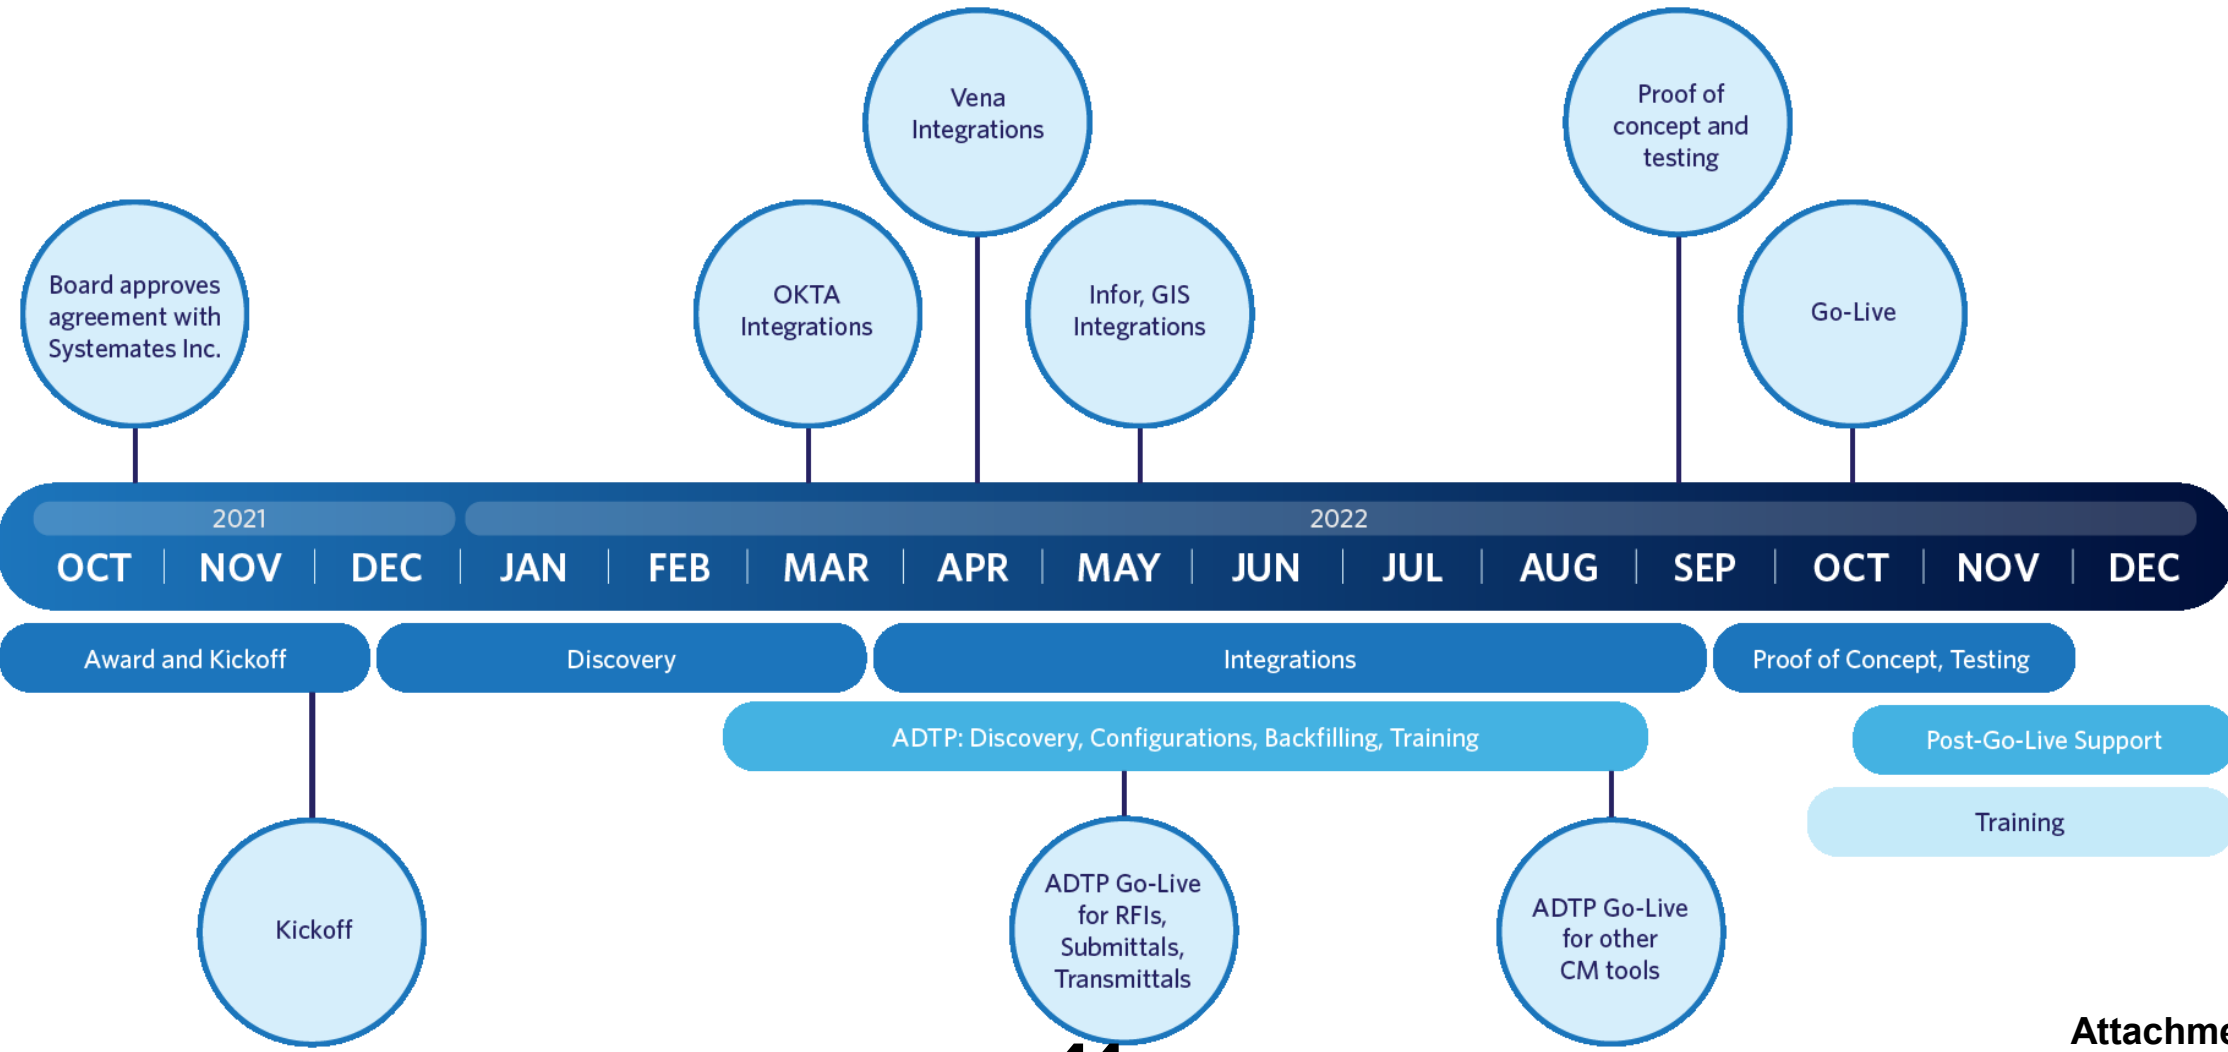 Vena
Integrations
Proof of
concept and
testing
Board approves
agreement with
Systemates Inc.
OKTA
Integrations
Infor, GIS
Integrations
Go-Live
2021 2022
OCT NOV DEC JAN FEB MAR APR MAY JUN JUL AUG SEP OCT NOV DEC
Award and Kickoff Discovery Integrations Proof of Concept, Testing
ADTP: Discovery, Configurations, Backfilling, Training Post-Go-Live Support
Training
Kickoff
ADTP Go-Live
for RFIs,
Submittals,
Transmittals
ADTP Go-Live
for other
CM tools